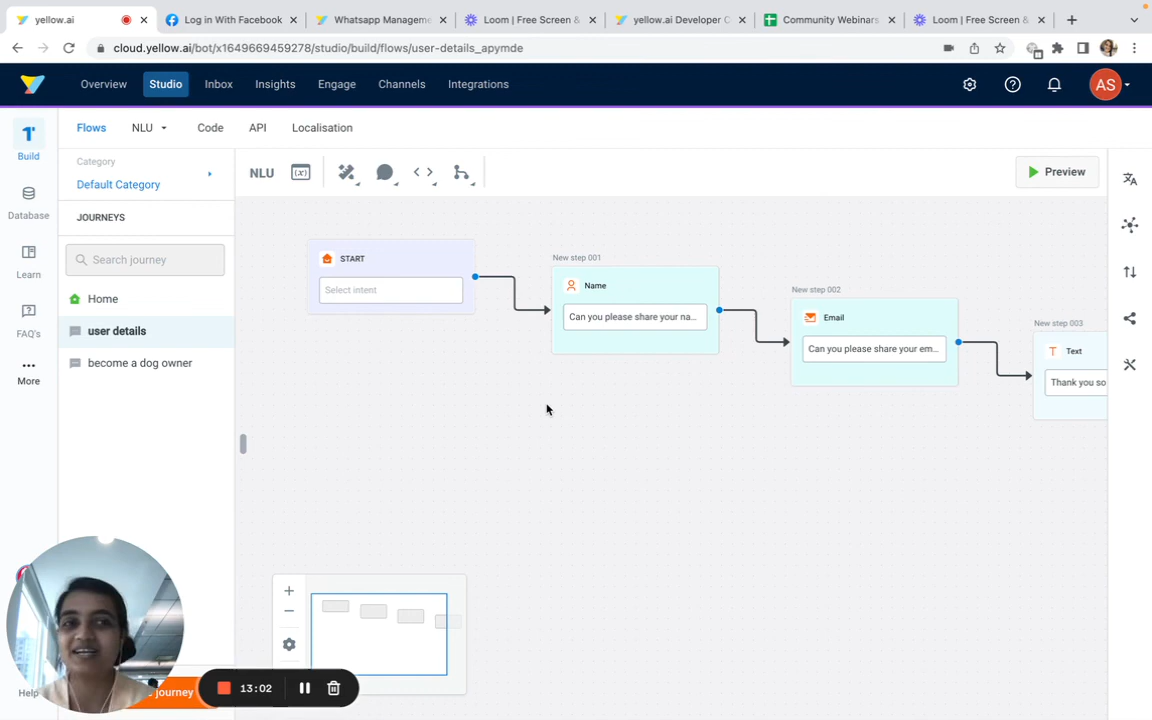 yellow.ai
Log in With Facebook
Whatsapp Manageme
Loom | Free Screen &
yellow.ai Developer C
Community Webinars
Loom | Free Screen &
cloud.yellow.ai/bot/x1649669459278/studio/build/flows/user-details_apymde
Overview
Studio
Inbox
Insights
Engage
Channels
Integrations
AS
Build
Database
Learn
FAQ's
More
Help
Flows
NLU
Code
API
Localisation
Category
Default Category
JOURNEYS
Search journey
Home
user details
become a dog owner
journey
NLU
(x)
< >
Preview
START
Select intent
New step 001
Name
Can you please share your na...
New step 002
Email
Can you please share your em...
New step 003
T Text
Thank you so
13:02